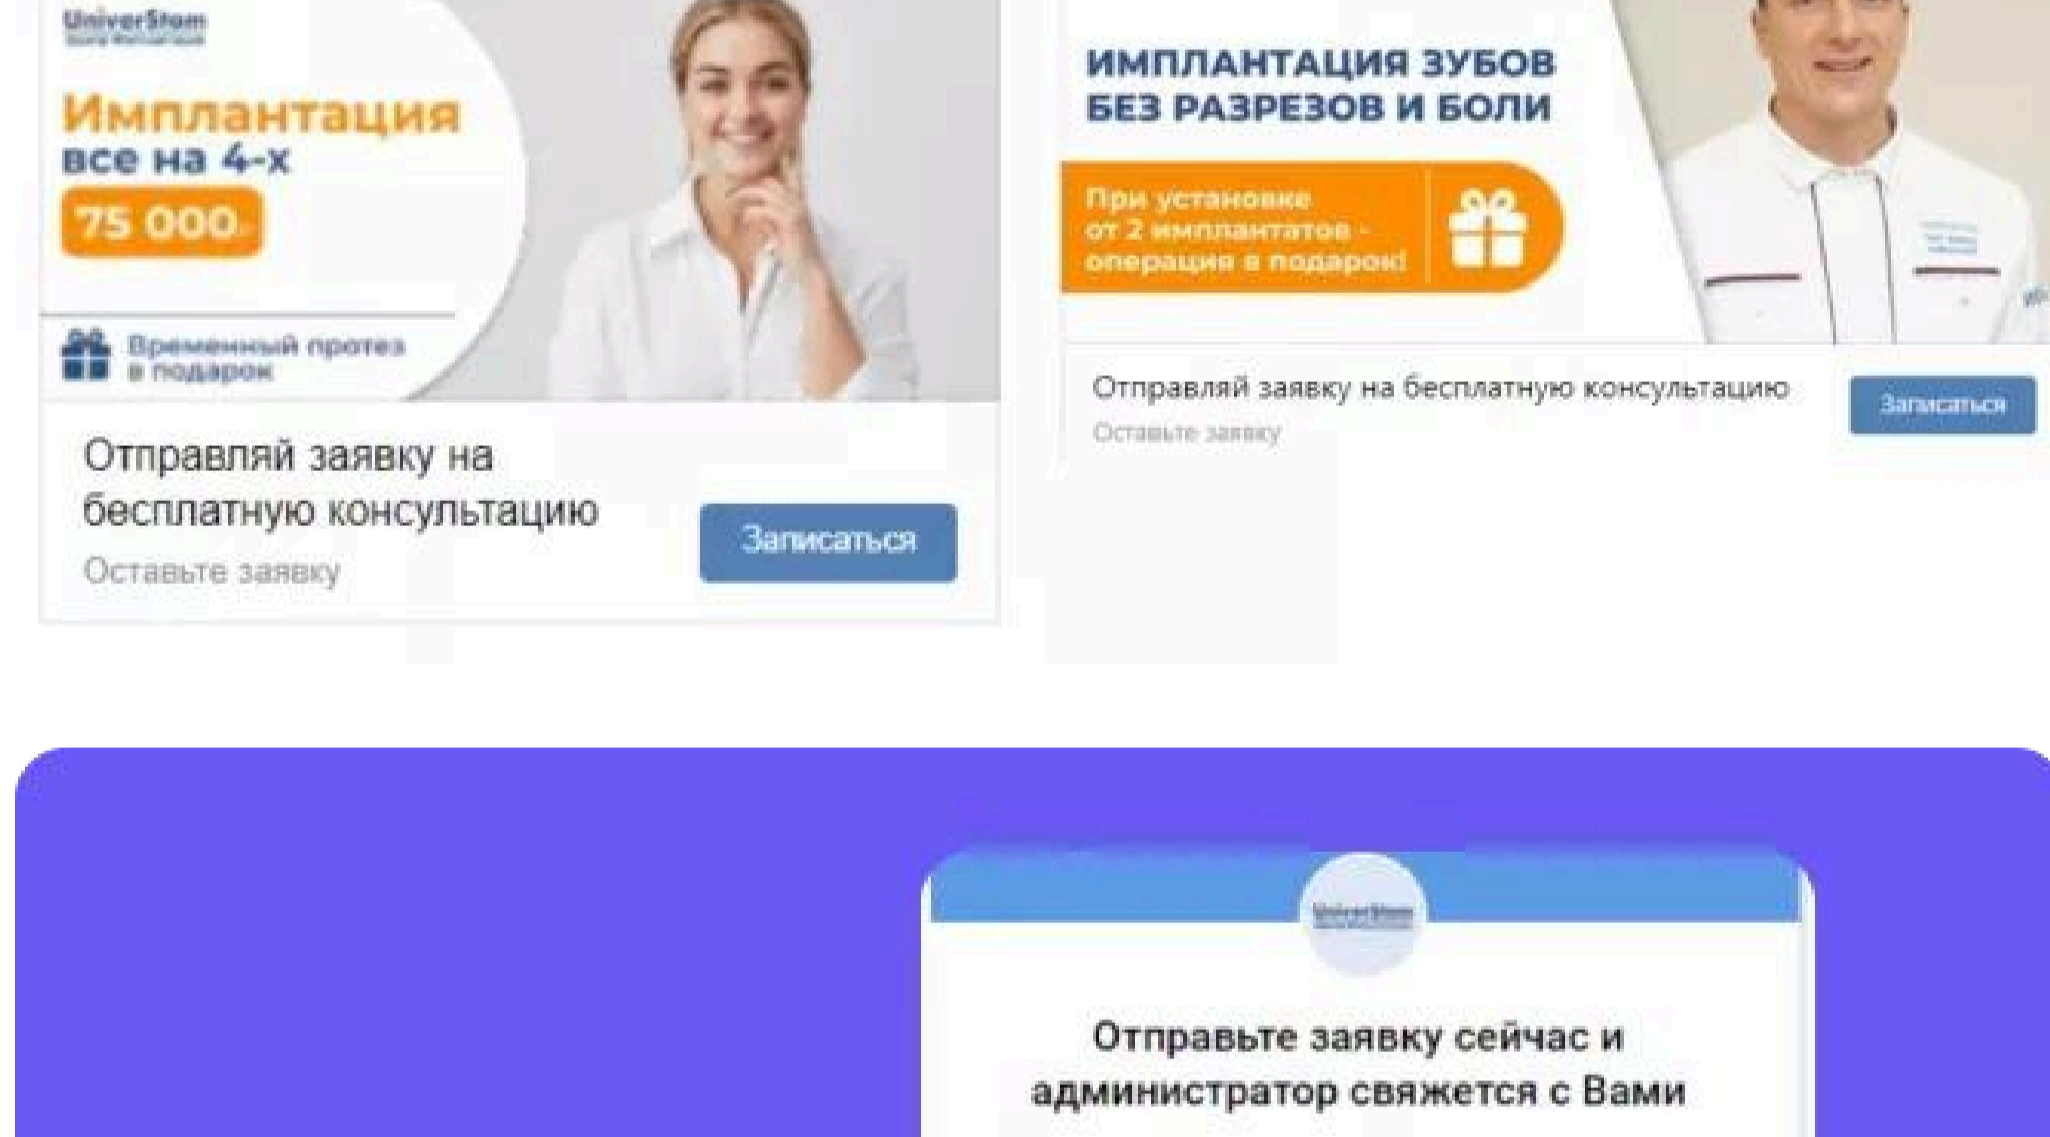 UniverStom
Имплантация
все на 4-х
75 000
Временный протез
в подарок
Отправляй заявку на
бесплатную консультацию
Оставьте заявку
Записаться
ИМПЛАНТАЦИЯ ЗУБОВ
БЕЗ РАЗРЕЗОВ И БОЛИ
При установке
от 2 имплантатов -
операция в подарок!
Отправляй заявку на бесплатную консультацию
Оставьте заявку
Записаться
UniverStom
Отправьте заявку сейчас и
администратор свяжется с Вами